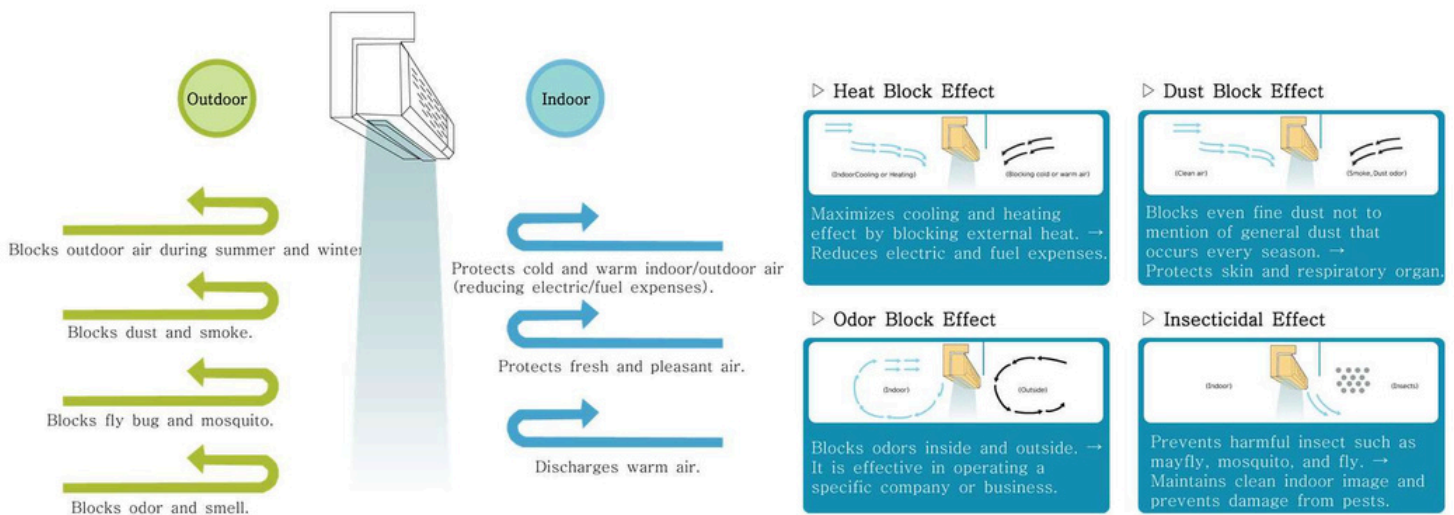 Outdoor
Indoor
Blocks outdoor air during summer and winter
Blocks dust and smoke.
Blocks fly bug and mosquito.
Blocks odor and smell.
Protects cold and warm indoor/outdoor air
(reducing electric/fuel expenses).
Protects fresh and pleasant air.
Discharges warm air.
▷ Heat Block Effect
(IndoorCooling or Heating)
(Blocking cold or warm air)
Maximizes cooling and heating
effect by blocking external heat. →
Reduces electric and fuel expenses.
▷ Dust Block Effect
(Clean air)
(Smoke, Dust odor)
Blocks even fine dust not to
mention of general dust that
occurs every season. →
Protects skin and respiratory organ.
▷ Odor Block Effect
(Indoor)
(Outside)
Blocks odors inside and outside. →
It is effective in operating a
specific company or business.
▷ Insecticidal Effect
(Indoor)
(Insects)
Prevents harmful insect such as
mayfly, mosquito, and fly. →
Maintains clean indoor image and
prevents damage from pests.